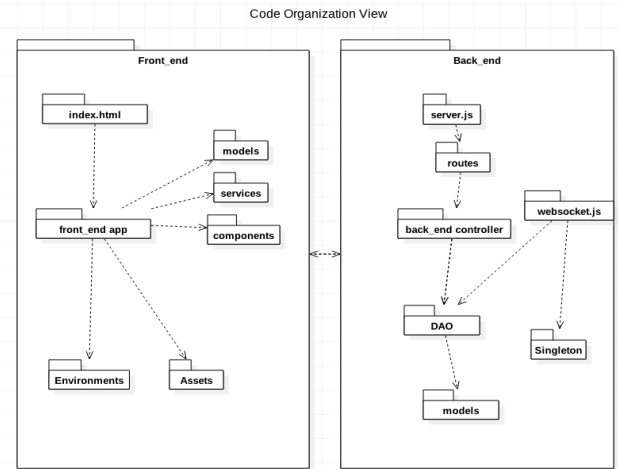 Code Organization View
Front_end
index.html
models
services
front_end app
components
Environments
Assets
Back_end
server.js
routes
websocket.js
back_end controller
DAO
Singleton
models